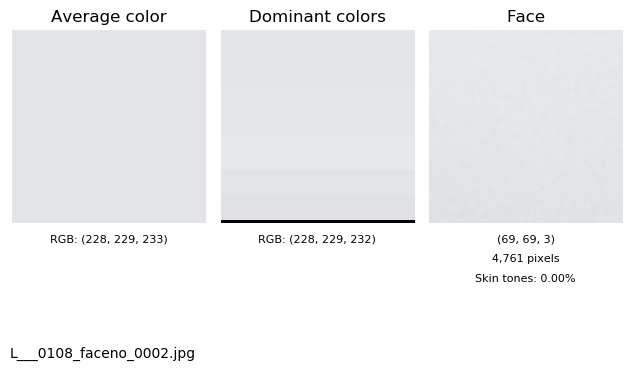 Average color
Dominant colors
Face
RGB: (228, 229, 233)
RGB: (228, 229, 232)
(69, 69, 3)
4,761 pixels
Skin tones: 0.00%
L___0108_faceno_0002.jpg